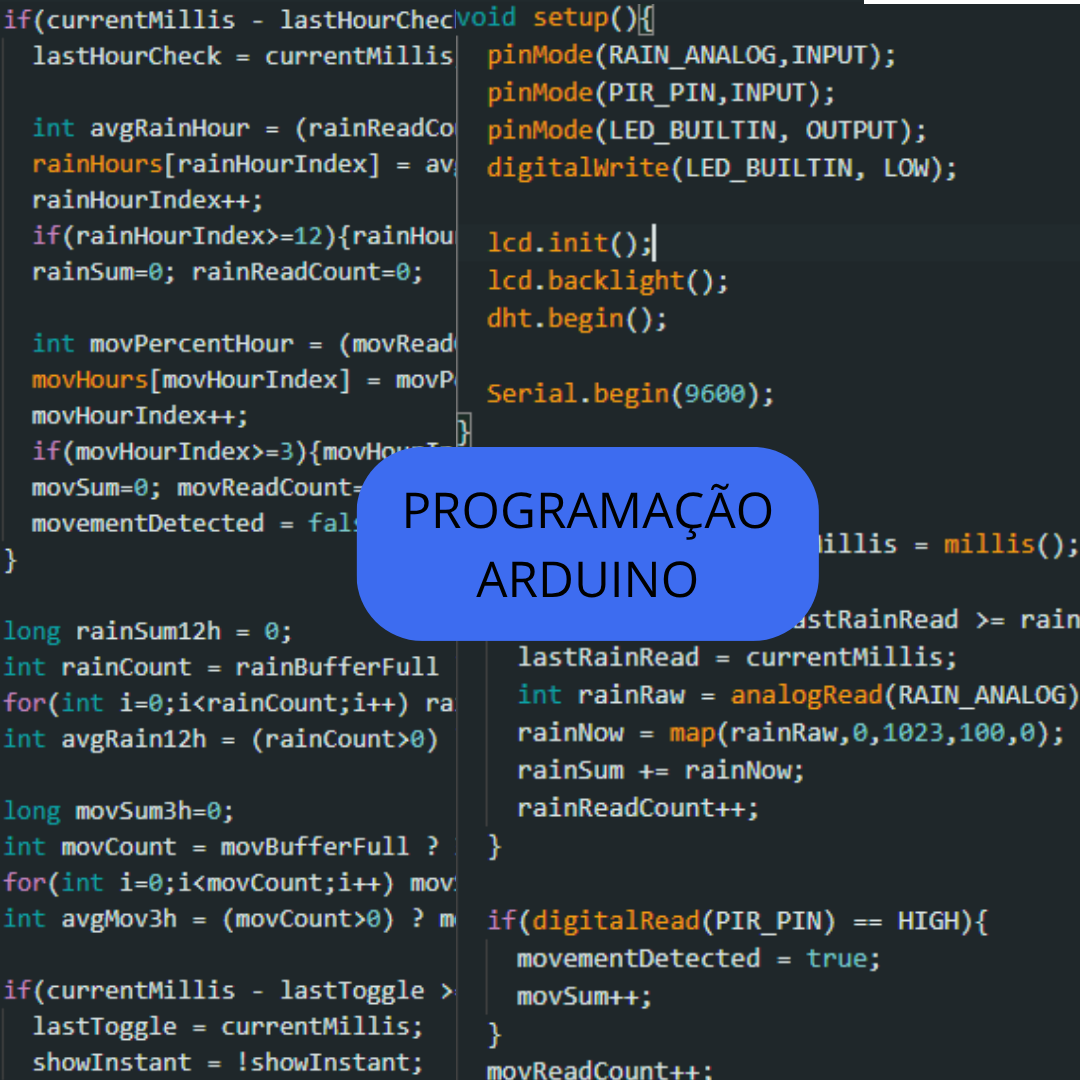 if(currentMillis - lastHourChec
lastHourCheck = currentMillis
int avgRainHour = (rainReadCo
rainHours[rainHourIndex] = av
rainHourIndex++;
if(rainHourIndex>=12){rainHou
rainSum=0; rainReadCount=0;
int movPercentHour = (movRead
movHours[movHourIndex] = movP
movHourIndex++;
if(movHourIndex>=3){movHourIn
movSum=0; movReadCount=
movementDetected = fals
}
long rainSum12h = 0;
int rainCount = rainBufferFull
for(int i=0;i<rainCount;i++) ra
int avgRain12h = (rainCount>0)
long movSum3h=0;
int movCount = movBufferFull ?
for(int i=0;i<movCount;i++) mov
int avgMov3h = (movCount>0) ? m
if(currentMillis - lastToggle >
lastToggle = currentMillis;
showInstant = !showInstant;
void setup(){
pinMode(RAIN_ANALOG,INPUT);
pinMode(PIR_PIN,INPUT);
pinMode(LED_BUILTIN, OUTPUT);
digitalWrite(LED_BUILTIN, LOW);
lcd.init();
lcd.backlight();
dht.begin();
Serial.begin(9600);
}
PROGRAMAÇÃO
ARDUINO
Millis = millis();
astRainRead >= rain
lastRainRead = currentMillis;
int rainRaw = analogRead(RAIN_ANALOG)
rainNow = map(rainRaw,0,1023,100,0);
rainSum += rainNow;
rainReadCount++;
}
if(digitalRead(PIR_PIN) == HIGH){
movementDetected = true;
movSum++;
}
movReadCount++;